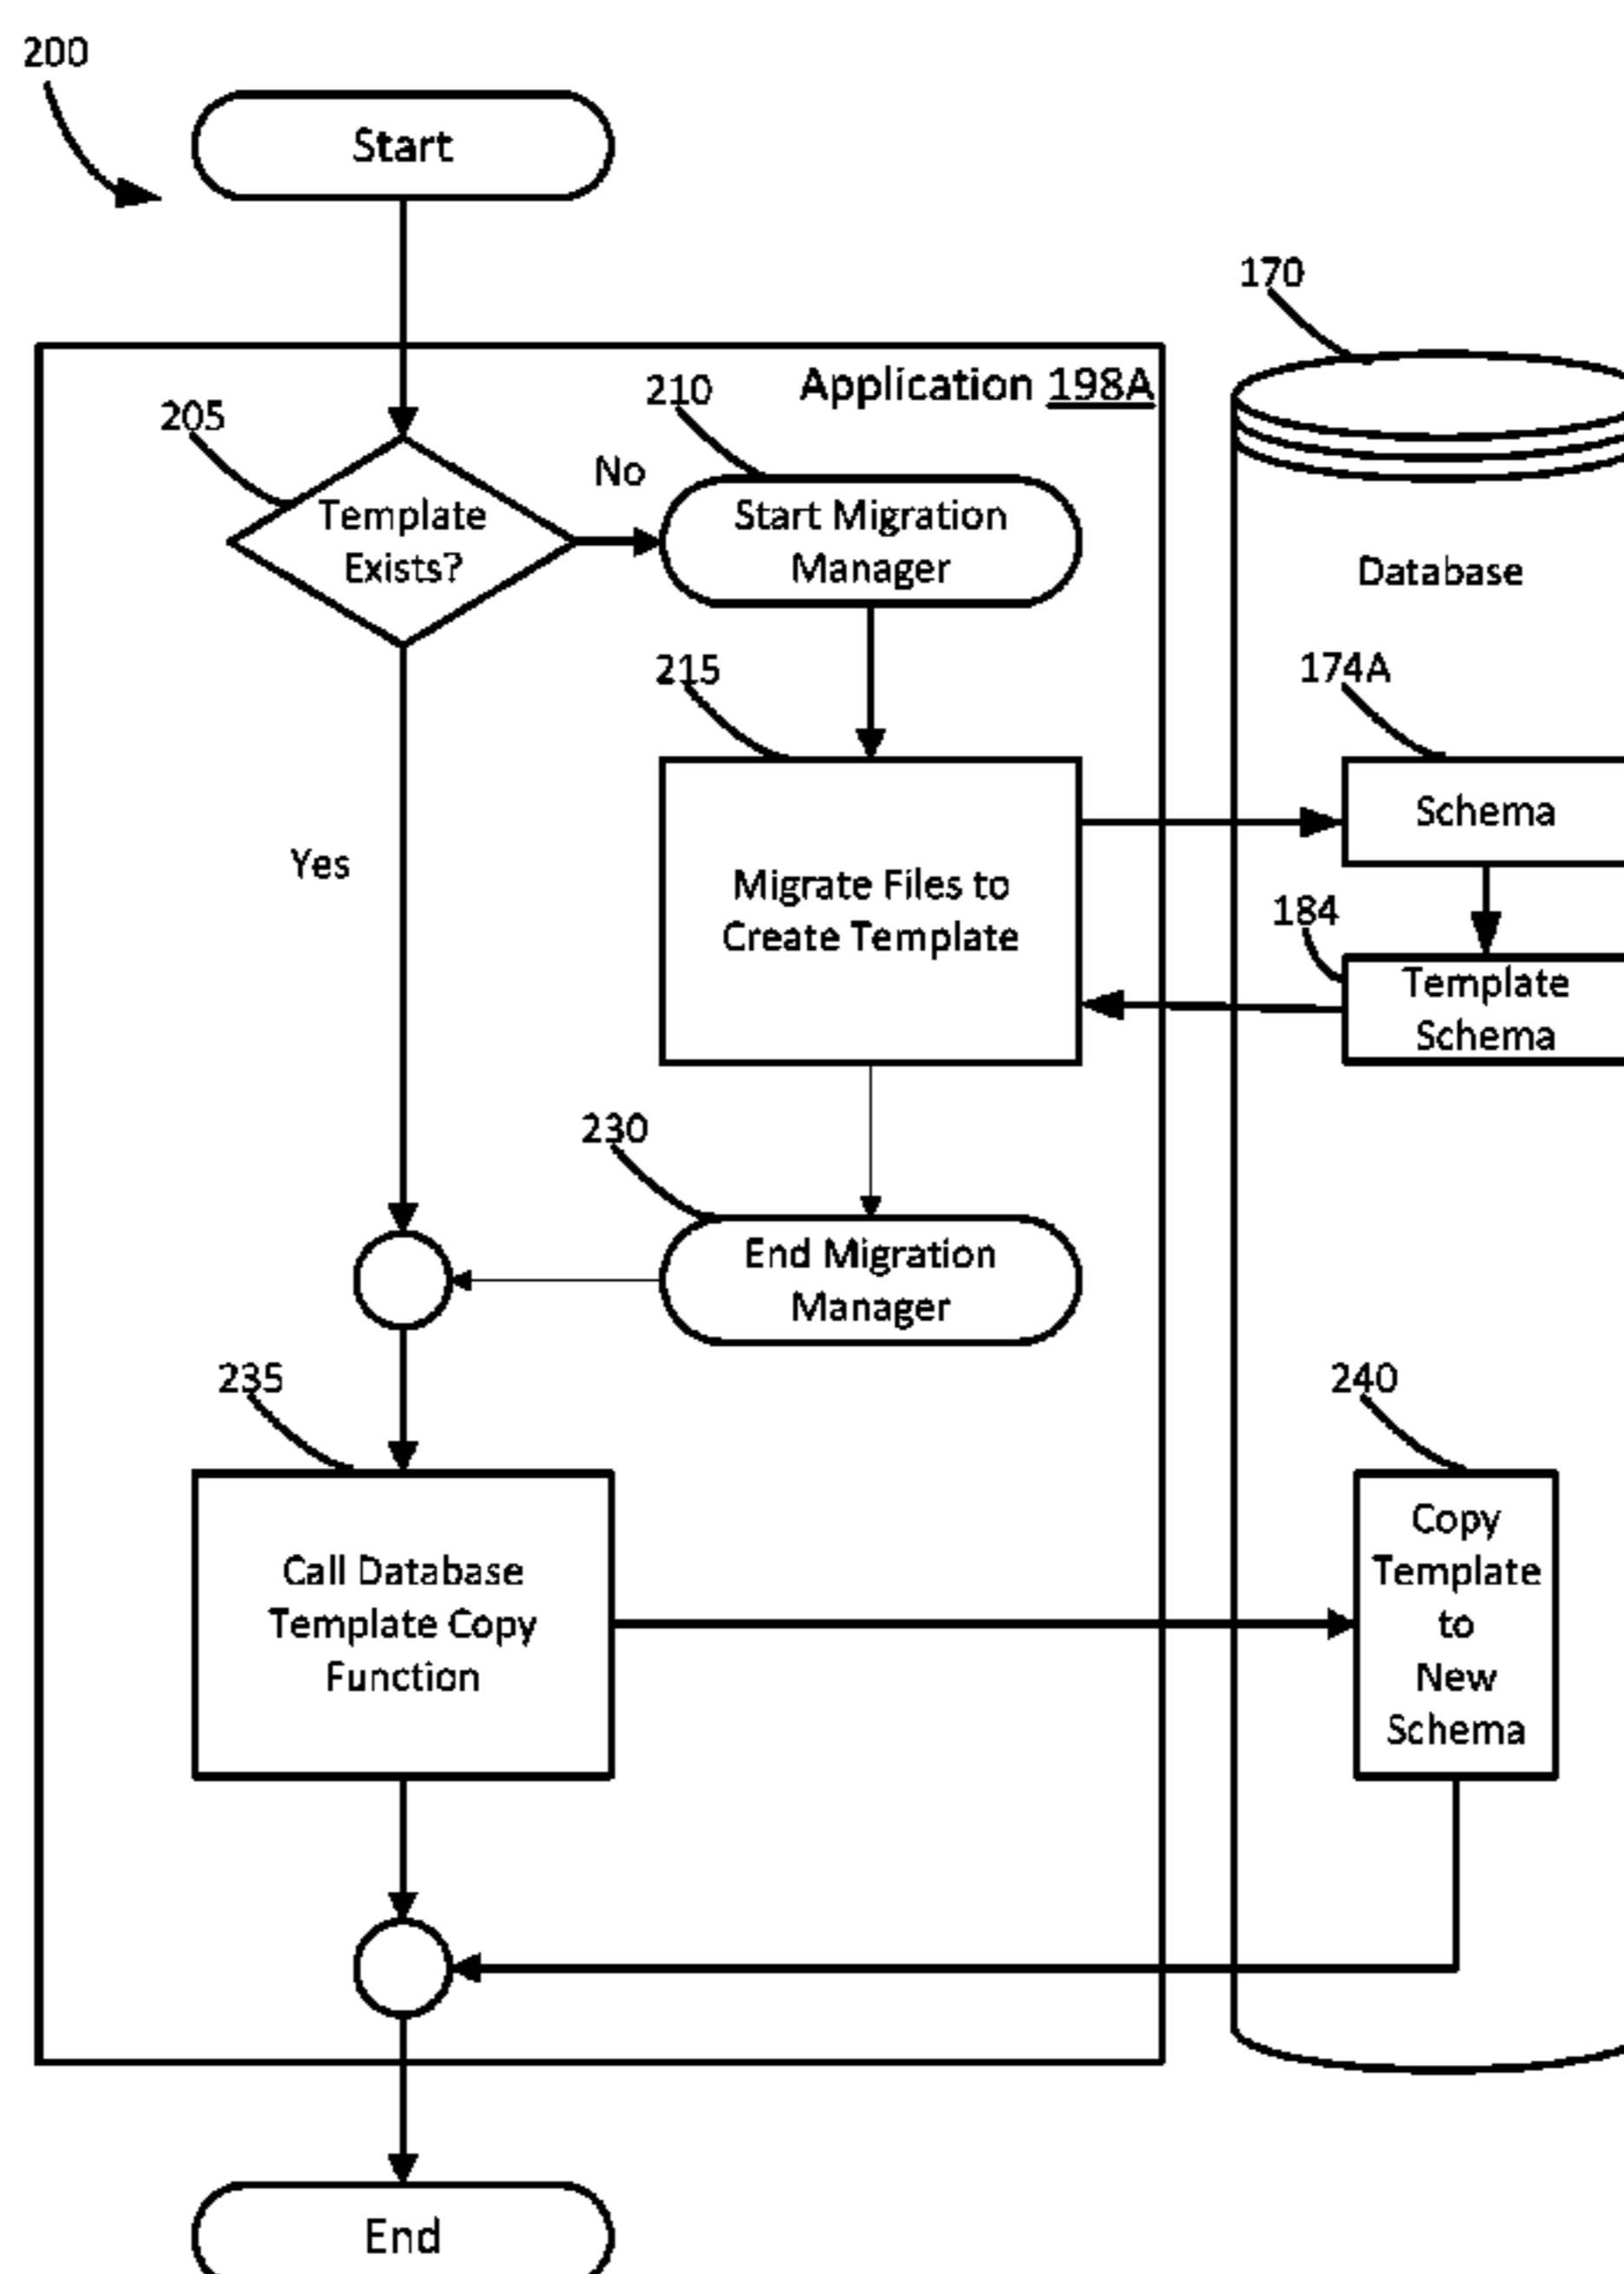 200
Start
170
Application 198A
210
205
No
Template
Exists?
Start Migration
Manager
Database
215
174A
Schema
Yes
Migrate Files to
Create Template
184
Template
Schema
230
End Migration
Manager
235
240
Call Database
Template Copy
Function
Copy
Template
to
New
Schema
End